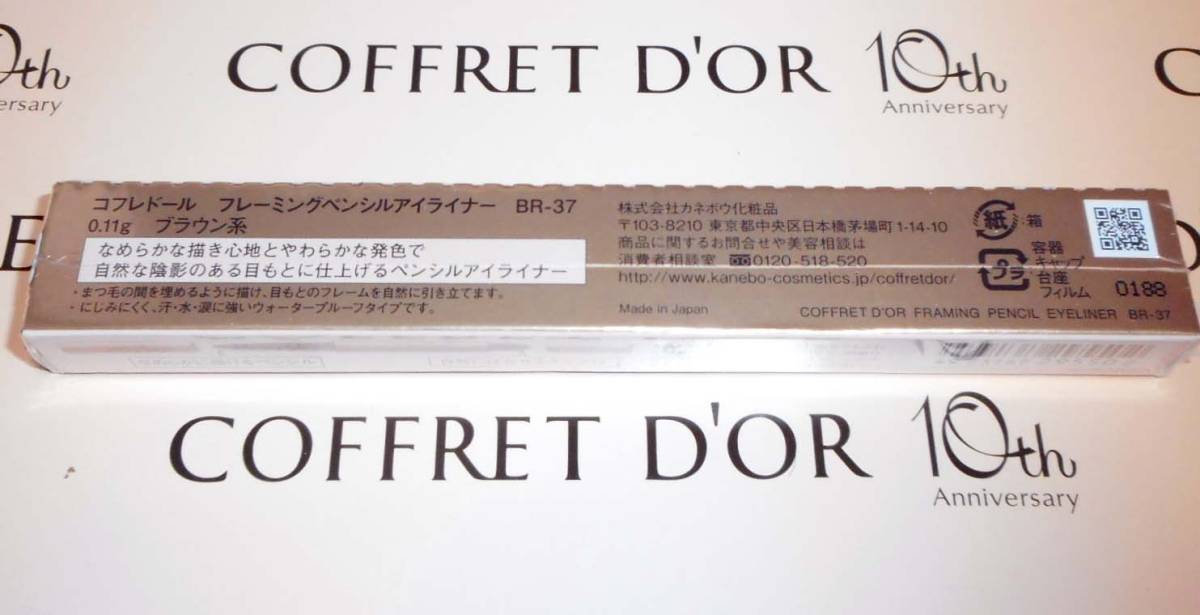 COFFRET D'OR 10th Anniversary
コフレドール フレーミングペンシルアイライナー BR-37
0.11g ブラウン系
なめらかな描き心地とやわらかな発色で
自然な陰影のある目もとに仕上げるペンシルアイライナー
・まつ毛の間を埋めるように描け、目もとのフレームを自然に引き立てます。
・にじみにくく、汗・水・涙に強いウォータープルーフタイプです。
株式会社カネボウ化粧品
〒103-8210 東京都中央区日本橋茅場町1-14-10
商品に関するお問合せや美容相談は
消費者相談室 0120-518-520
http://www.kanebo-cosmetics.jp/coffretdor/
Made in Japan
COFFRET D'OR FRAMING PENCIL EYELINER BR-37
紙:箱
プラ:容器
キャップ
台座
フィルム
0188
COFFRET D'OR 10th Anniversary